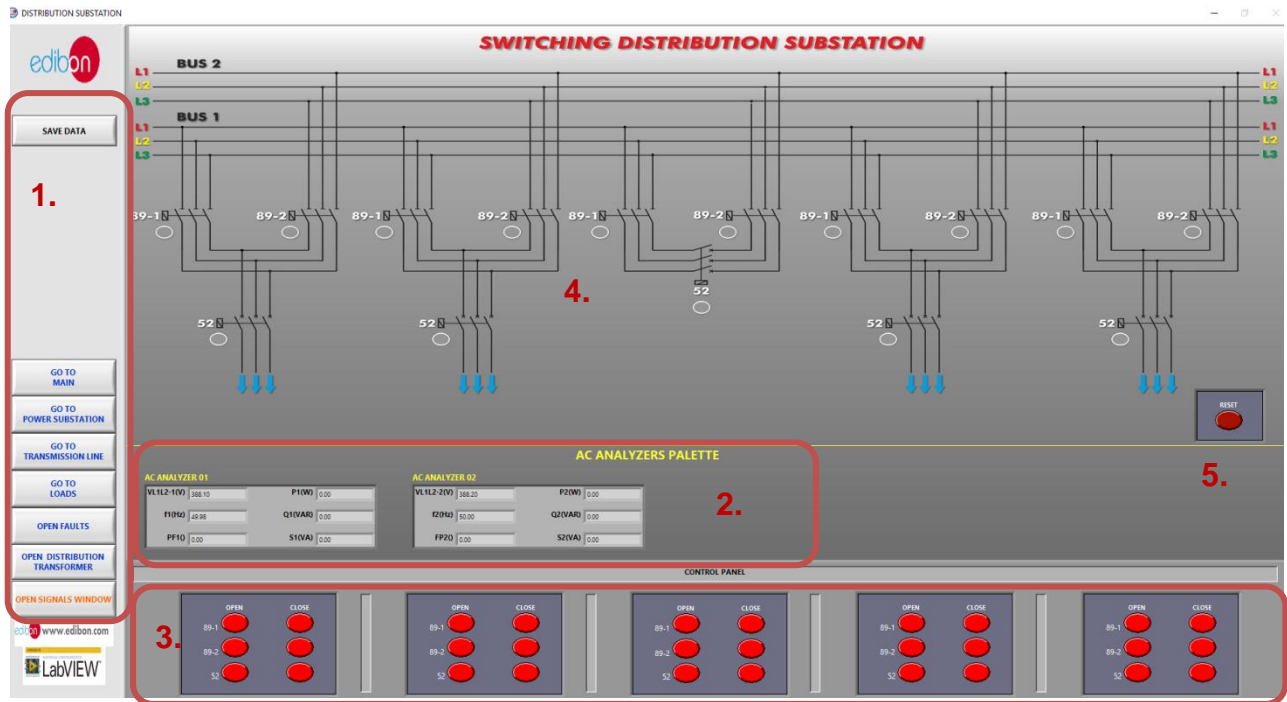 DISTRIBUTION SUBSTATION
edibon
SWITCHING DISTRIBUTION SUBSTATION
BUS 2
L1 L1
L2 L2
L3 L3
BUS 1
L1 L1
L2 L2
L3 L3
SAVE DATA
1.
89-1 89-2 89-1 89-2 89-1 89-2 89-1 89-2 89-1 89-2
4.
52
52 52 52 52
GO TO
MAIN
GO TO
POWER SUBSTATION
GO TO
TRANSMISSION LINE
GO TO
LOADS
OPEN FAULTS
OPEN DISTRIBUTION
TRANSFORMER
OPEN SIGNALS WINDOW
www.edibon.com
edibon
LabVIEW
RESET
5.
AC ANALYZERS PALETTE
2.
AC ANALYZER 01
VL1L2-1(V) 388.10 P1(W) 0.00
f1(Hz) 49.98 Q1(VAR) 0.00
PF1() 0.00 S1(VA) 0.00
AC ANALYZER 02
VL1L2-2(V) 388.20 P2(W) 0.00
f2(Hz) 50.00 Q2(VAR) 0.00
FP2() 0.00 S2(VA) 0.00
CONTROL PANEL
3.
OPEN CLOSE
89-1
89-2
52
OPEN CLOSE
89-1
89-2
52
OPEN CLOSE
89-1
89-2
52
OPEN CLOSE
89-1
89-2
52
OPEN CLOSE
89-1
89-2
52